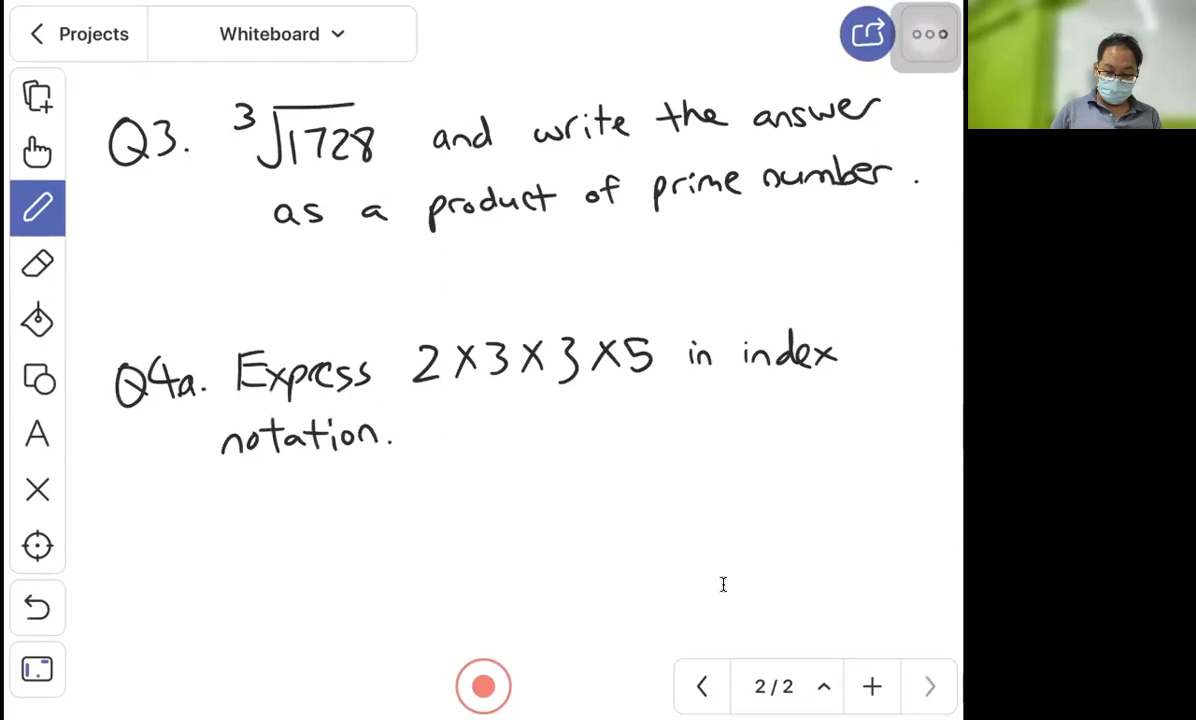 Projects
Whiteboard
Q3. ³√1728 and write the answer
as a product of prime number.
Q4a. Express 2×3×3×5 in index
notation.
A
2 / 2